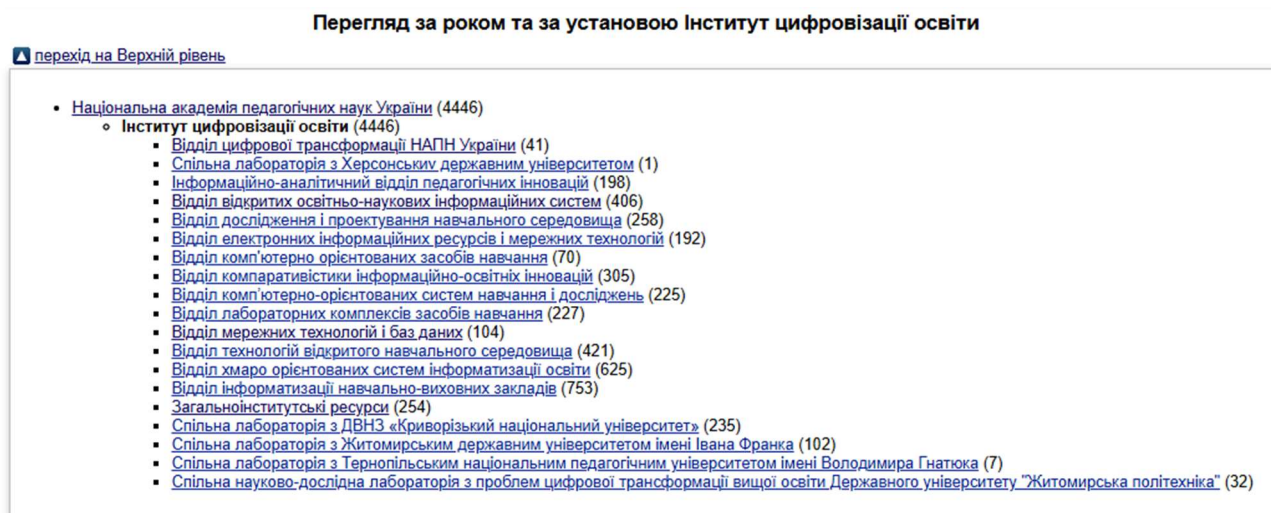 Перегляд за роком та за установою Інститут цифровізації освіти
перехід на Верхній рівень
Національна академія педагогічних наук України (4446)
Інститут цифровізації освіти (4446)
Відділ цифрової трансформації НАПН України (41)
Спільна лабораторія з Херсонськиv державним університетом (1)
Інформаційно-аналітичний відділ педагогічних інновацій (198)
Відділ відкритих освітньо-наукових інформаційних систем (406)
Відділ дослідження і проектування навчального середовища (258)
Відділ електронних інформаційних ресурсів і мережних технологій (192)
Відділ комп'ютерно орієнтованих засобів навчання (70)
Відділ компаративістики інформаційно-освітніх інновацій (305)
Відділ комп’ютерно-орієнтованих систем навчання і досліджень (225)
Відділ лабораторних комплексів засобів навчання (227)
Відділ мережних технологій і баз даних (104)
Відділ технологій відкритого навчального середовища (421)
Відділ хмаро орієнтованих систем інформатизації освіти (625)
Відділ інформатизації навчально-виховних закладів (753)
Загальноінститутські ресурси (254)
Спільна лабораторія з ДВНЗ «Криворізький національний університет» (235)
Спільна лабораторія з Житомирським державним університетом імені Івана Франка (102)
Спільна лабораторія з Тернопільським національним педагогічним університетом імені Володимира Гнатюка (7)
Спільна науково-дослідна лабораторія з проблем цифрової трансформації вищої освіти Державного університету "Житомирська політехніка" (32)